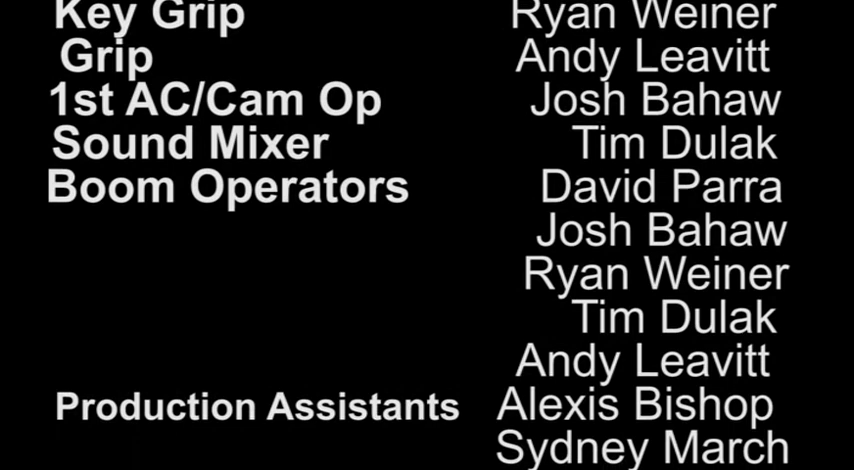 Key Grip Ryan Weiner
Grip Andy Leavitt
1st AC/Cam Op Josh Bahaw
Sound Mixer Tim Dulak
Boom Operators David Parra
Josh Bahaw
Ryan Weiner
Tim Dulak
Andy Leavitt
Production Assistants Alexis Bishop
Sydney March